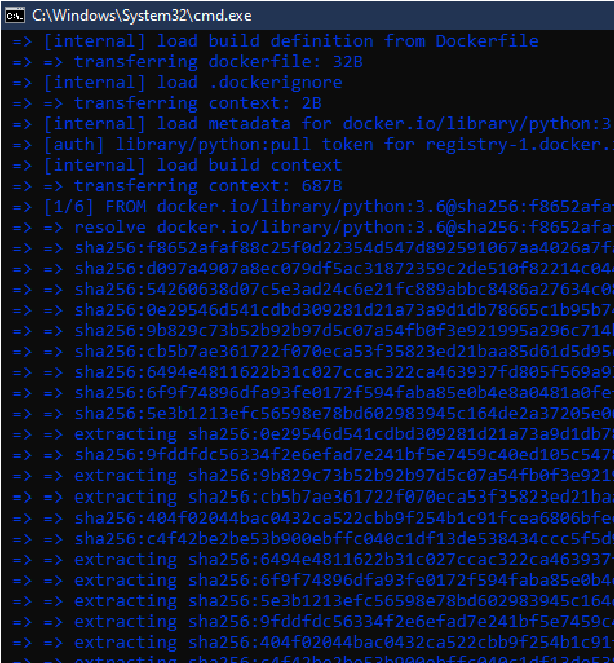 C:\Windows\System32\cmd.exe
=> [internal] load build definition from Dockerfile
=> => transferring dockerfile: 32B
=> [internal] load .dockerignore
=> => transferring context: 2B
=> [internal] load metadata for docker.io/library/python:3
=> [auth] library/python:pull token for registry-1.docker.
=> [internal] load build context
=> => transferring context: 687B
=> [1/6] FROM docker.io/library/python:3.6@sha256:f8652afa
=> => resolve docker.io/library/python:3.6@sha256:f8652afa
=> => sha256:f8652afaf88c25f0d22354d547d892591067aa4026a7f
=> => sha256:d097a4907a8ec079df5ac31872359c2de510f82214c04
=> => sha256:54260638d07c5e3ad24c6e21fc889abbc8486a27634c0
=> => sha256:0e29546d541cdbd309281d21a73a9d1db78665c1b95b7
=> => sha256:9b829c73b52b92b97d5c07a54fb0f3e921995a296c714
=> => sha256:cb5b7ae361722f070eca53f35823ed21baa85d61d5d95
=> => sha256:6494e4811622b31c027ccac322ca463937fd805f569a9
=> => sha256:6f9f74896dfa93fe0172f594faba85e0b4e8a0481a0fe
=> => sha256:5e3b1213efc56598e78bd602983945c164de2a37205e0
=> => extracting sha256:0e29546d541cdbd309281d21a73a9d1db7
=> => sha256:9fddfdc56334f2e6efad7e241bf5e7459c40ed105c547
=> => extracting sha256:9b829c73b52b92b97d5c07a54fb0f3e921
=> => extracting sha256:cb5b7ae361722f070eca53f35823ed21ba
=> => sha256:404f02044bac0432ca522cbb9f254b1c91fcea6806bfe
=> => sha256:c4f42be2be53b900ebffc040c1df13de538434ccc5f5d
=> => extracting sha256:6494e4811622b31c027ccac322ca463937
=> => extracting sha256:6f9f74896dfa93fe0172f594faba85e0b4
=> => extracting sha256:5e3b1213efc56598e78bd602983945c164
=> => extracting sha256:9fddfdc56334f2e6efad7e241bf5e7459c
=> => extracting sha256:404f02044bac0432ca522cbb9f254b1c91
=> => extracting sha256:c4f42be2be53b900ebffc040c1df13de53